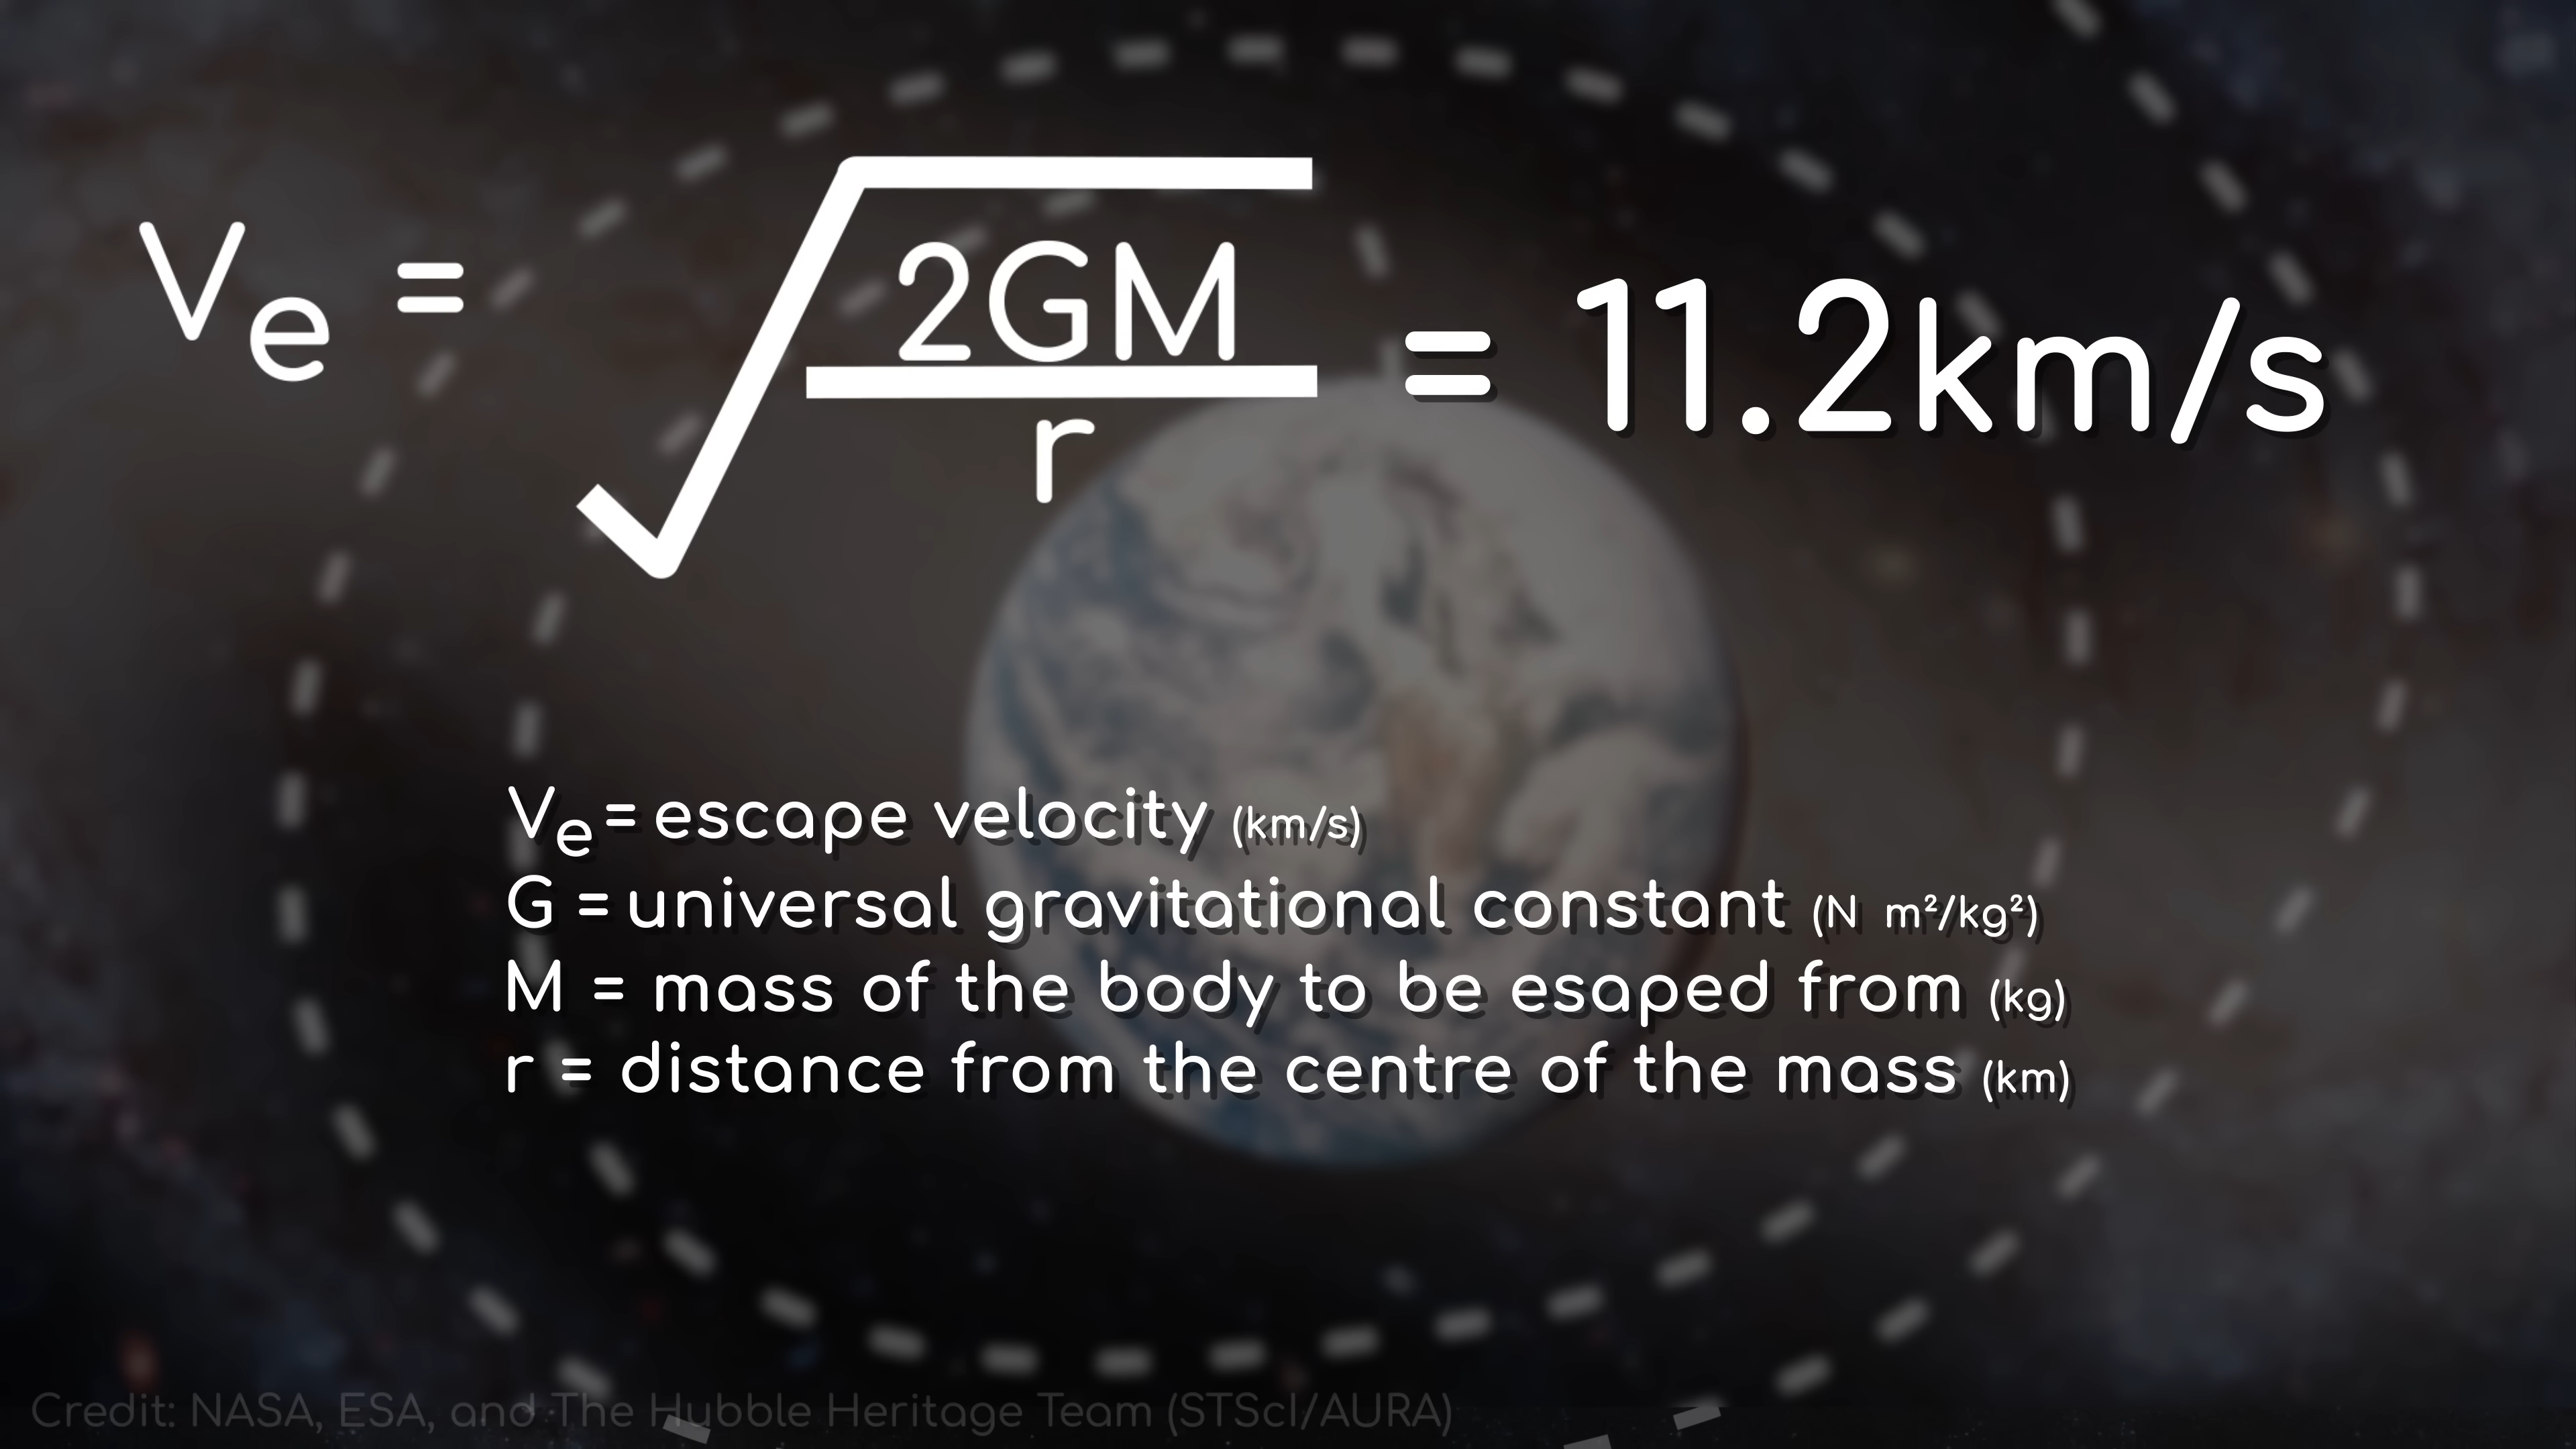 Ve = √(2GM/r) = 11.2km/s
Ve = escape velocity (km/s)
G = universal gravitational constant (N m²/kg²)
M = mass of the body to be esaped from (kg)
r = distance from the centre of the mass (km)
Credit: NASA, ESA, and The Hubble Heritage Team (STScI/AURA)